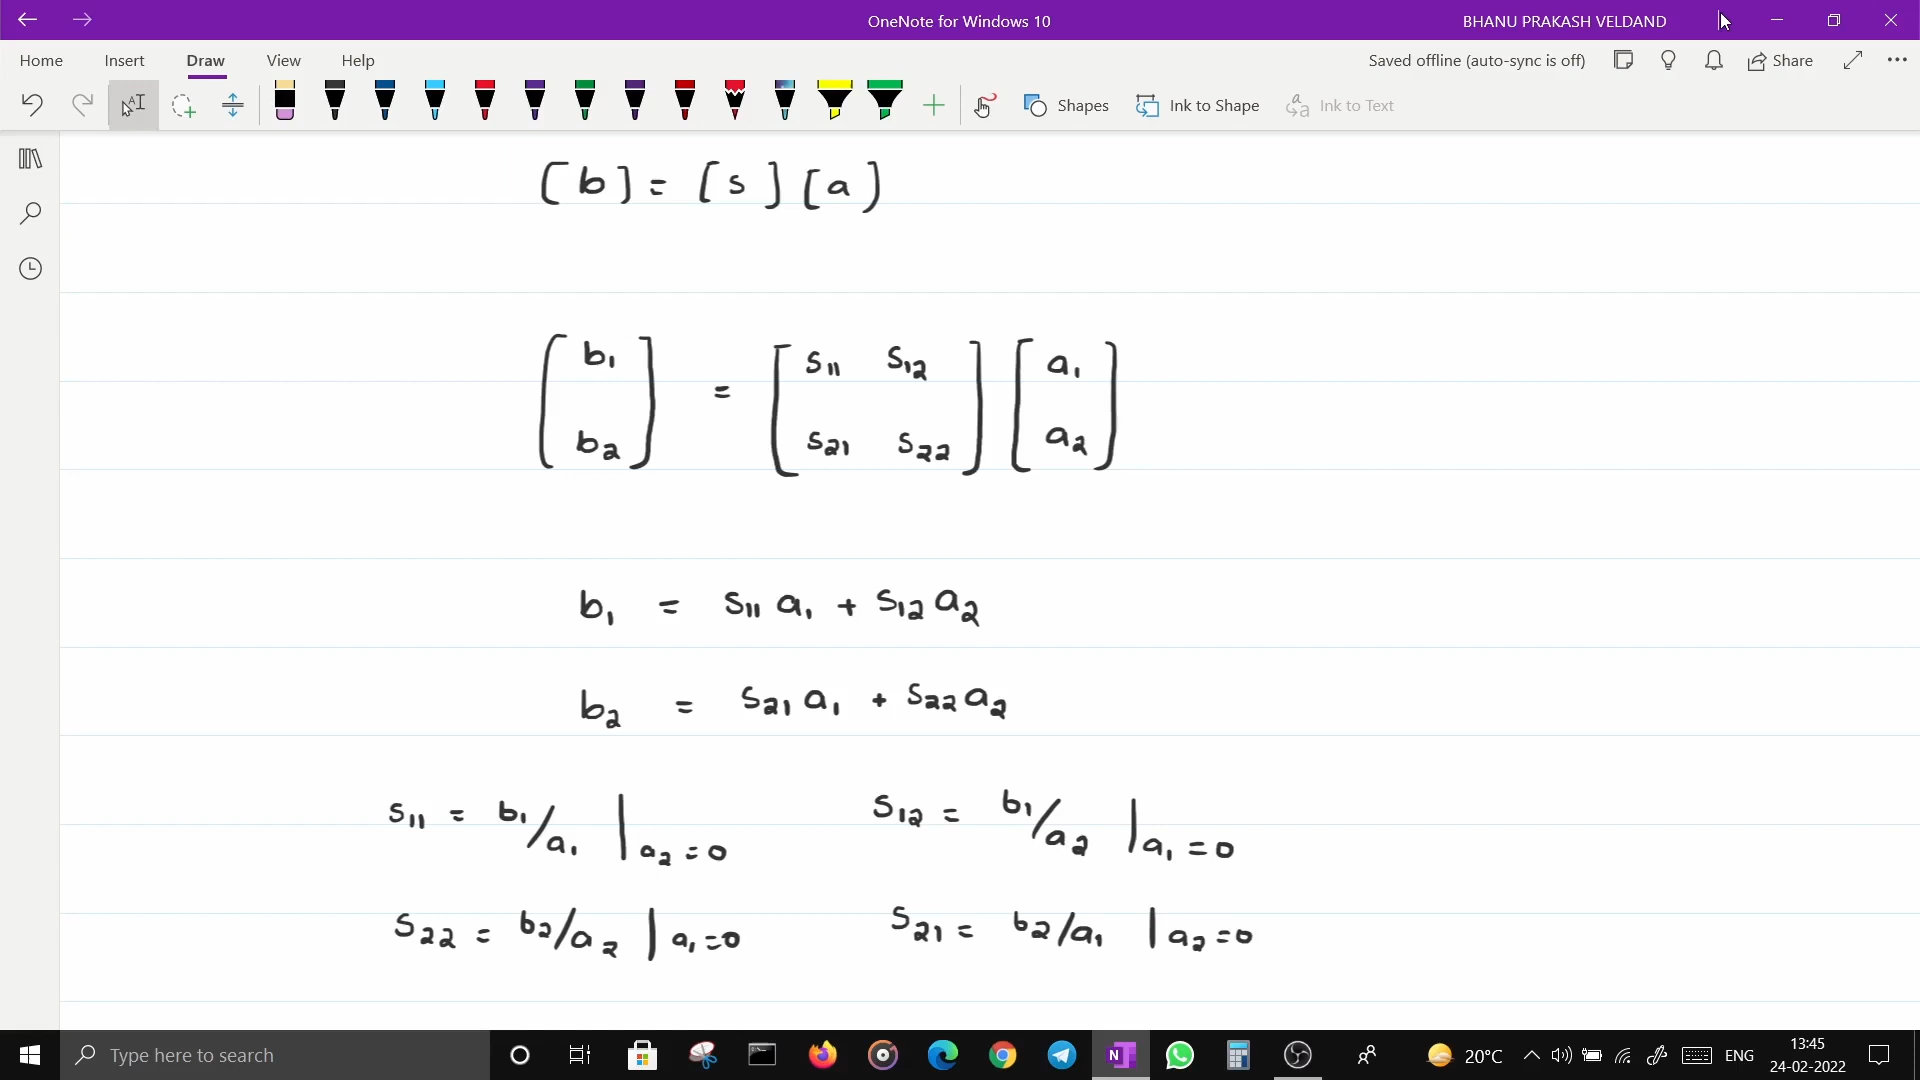 OneNote for Windows 10
BHANU PRAKASH VELDAND
Home Insert Draw View Help
Saved offline (auto-sync is off) Share
Shapes Ink to Shape Ink to Text
[b] = [s][a]
[b1 b2] = [s11 s12 s21 s22][a1 a2]
b1 = s11 a1 + s12 a2
b2 = s21 a1 + s22 a2
s11 = b1/a1 | a2 = 0 s12 = b1/a2 | a1 = 0
s22 = b2/a2 | a1 = 0 s21 = b2/a1 | a2 = 0
Type here to search
20°C ENG 13:45
24-02-2022